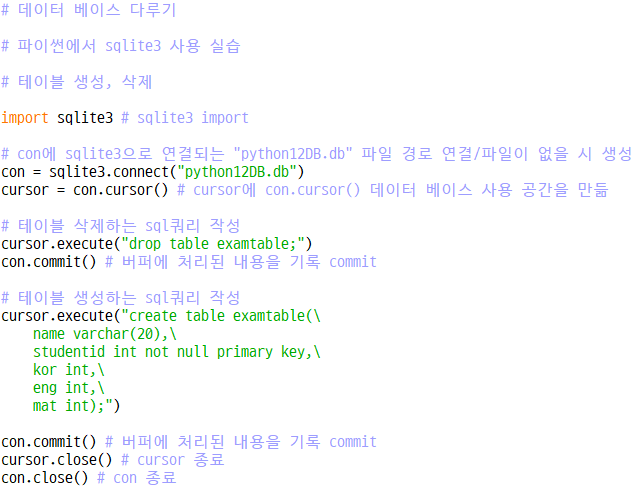 # 데이터 베이스 다루기
# 파이썬에서 sqlite3 사용 실습
# 테이블 생성, 삭제
import sqlite3 # sqlite3 import
# con에 sqlite3으로 연결되는 "python12DB.db" 파일 경로 연결/파일이 없을 시 생성
con = sqlite3.connect("python12DB.db")
cursor = con.cursor() # cursor에 con.cursor() 데이터 베이스 사용 공간을 만듦
# 테이블 삭제하는 sql쿼리 작성
cursor.execute("drop table examtable;")
con.commit() # 버퍼에 처리된 내용을 기록 commit
# 테이블 생성하는 sql쿼리 작성
cursor.execute("create table examtable(\
    name varchar(20),\
    studentid int not null primary key,\
    kor int,\
    eng int,\
    mat int);")
con.commit() # 버퍼에 처리된 내용을 기록 commit
cursor.close() # cursor 종료
con.close() # con 종료